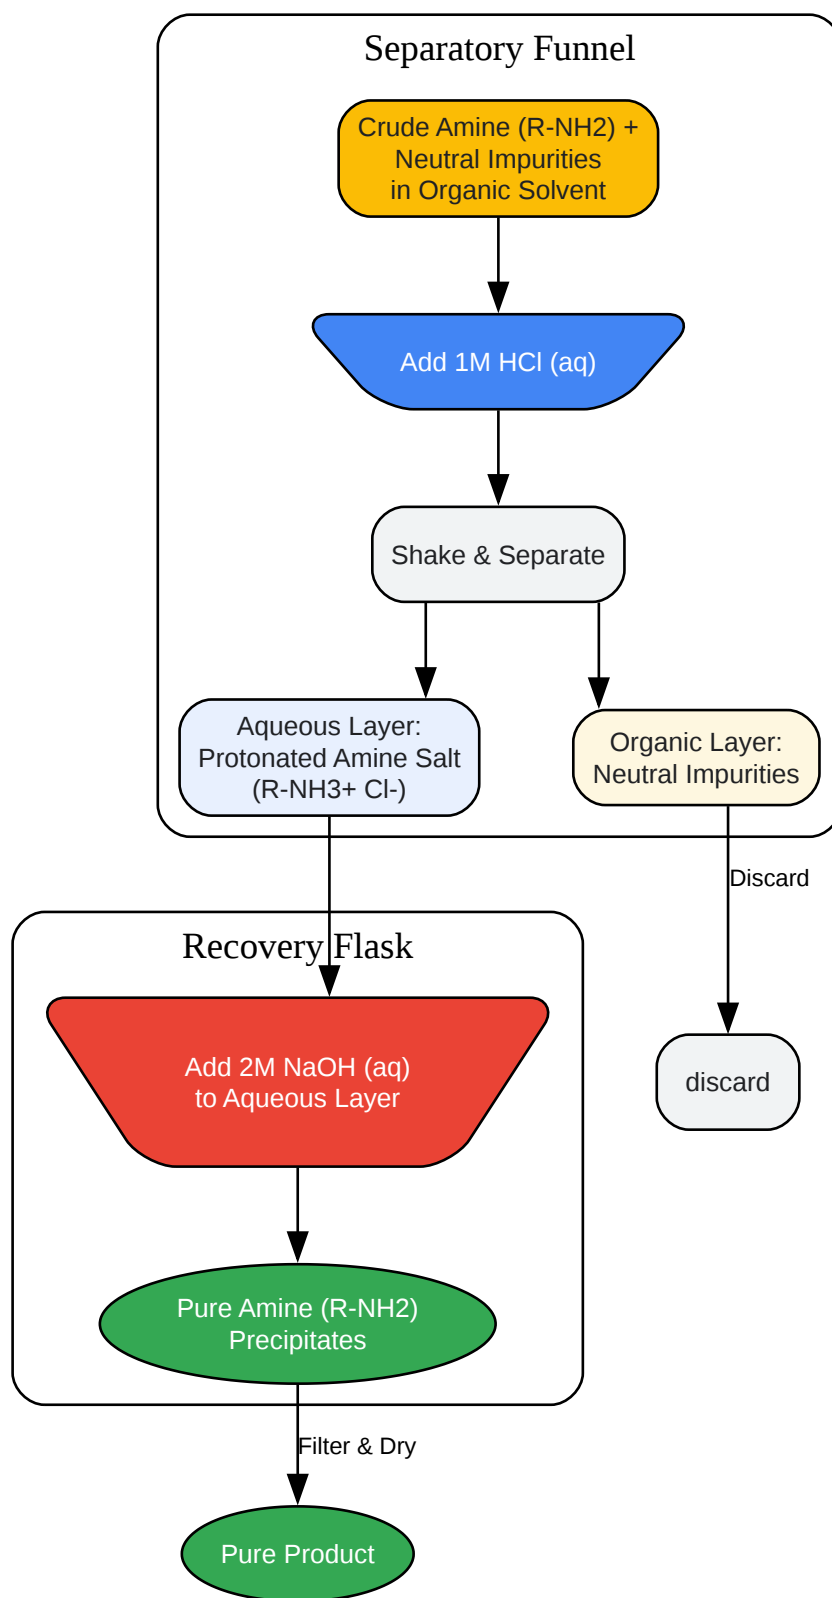 Separatory Funnel
Crude Amine (R-NH2) +
Neutral Impurities
in Organic Solvent
Add 1M HCl (aq)
Shake & Separate
Aqueous Layer:
Protonated Amine Salt
(R-NH3+ Cl-)
Organic Layer:
Neutral Impurities
Discard
Recovery Flask
Add 2M NaOH (aq)
to Aqueous Layer
discard
Pure Amine (R-NH2)
Precipitates
Filter & Dry
Pure Product